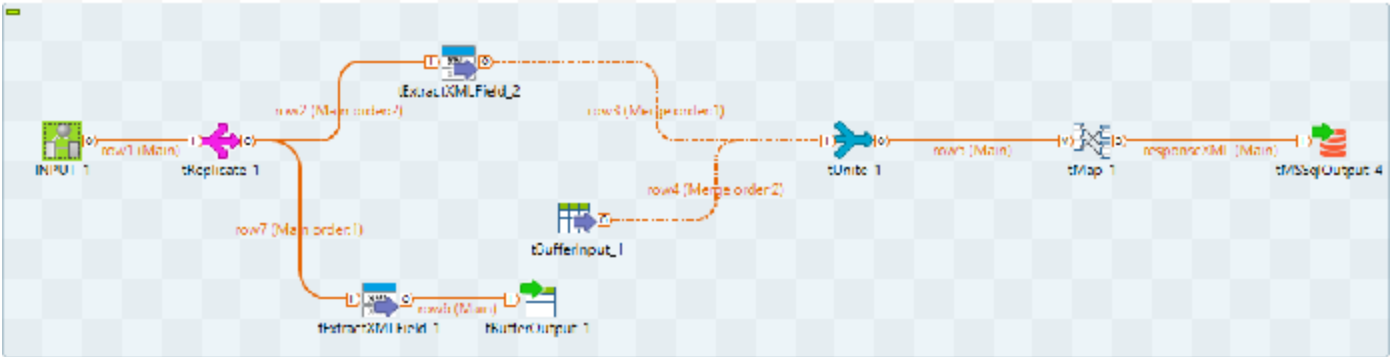 tExtractXMLField_2
row2 (Main order:2)
row3 (Merge order:1)
row1 (Main)
row5 (Main)
responseXML (Main)
INPUT_1
tReplicate_1
tUnite_1
tMap_1
tMSSqlOutput_4
row4 (Merge order:2)
row7 (Main order:1)
tBufferInput_1
row6 (Main)
tExtractXMLField_1
tBufferOutput_1